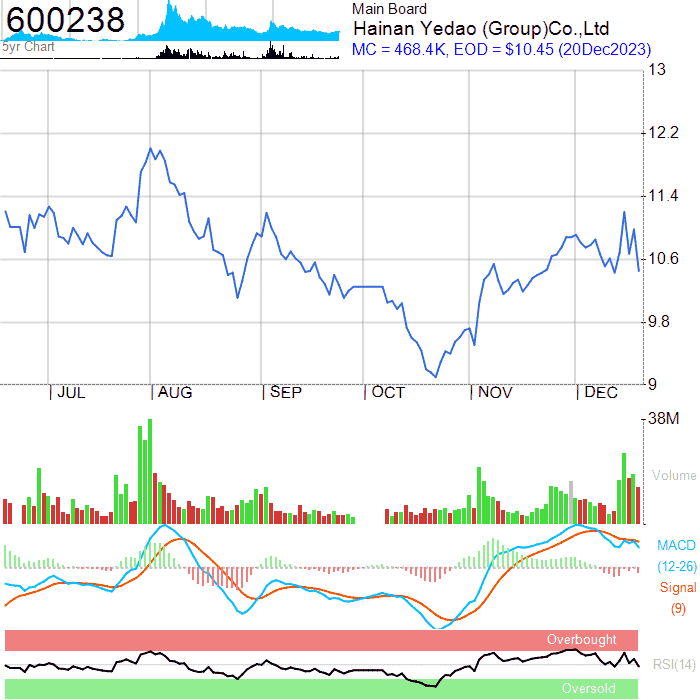 600238
5yr Chart
Main Board
Hainan Yedao (Group)Co.,Ltd
MC = 468.4K, EOD = $10.45 (20Dec2023)
13
12.2
11.4
10.6
9.8
9
JUL AUG SEP OCT NOV DEC
38M
Volume
MACD
(12-26)
Signal
(9)
Overbought
RSI(14)
Oversold